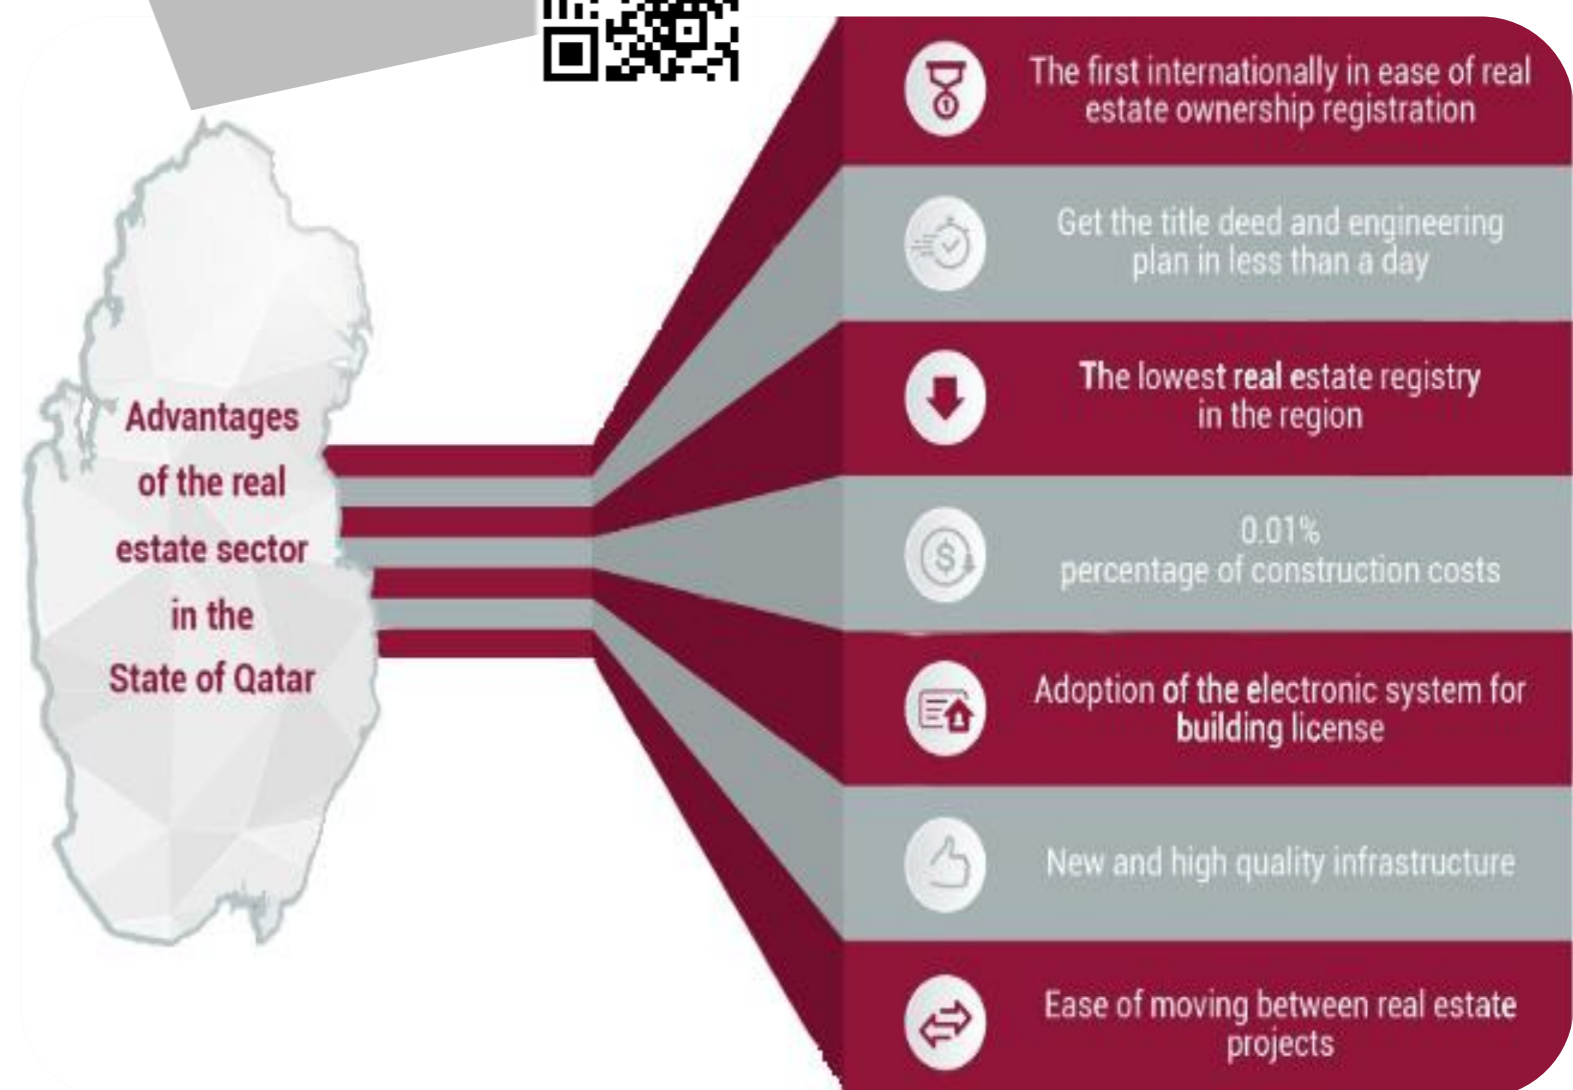 Advantages
of the real
estate sector
in the
State of Qatar
1
The first internationally in ease of real
estate ownership registration
Get the title deed and engineering
plan in less than a day
The lowest real estate registry
in the region
$
0.01%
percentage of construction costs
Adoption of the electronic system for
building license
New and high quality infrastructure
Ease of moving between real estate
projects